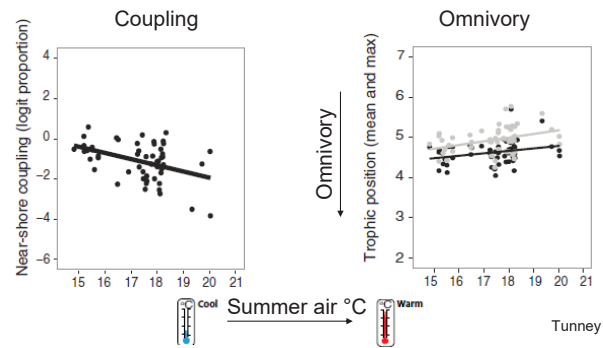 Coupling
Near-shore coupling (logit proportion)
4
2
0
−2
−4
−6
15 16 17 18 19 20 21
Omnivory
Omnivory
Trophic position (mean and max)
7
6
5
4
3
2
15 16 17 18 19 20 21
°C Cool
Summer air °C
°C Warm
Tunney